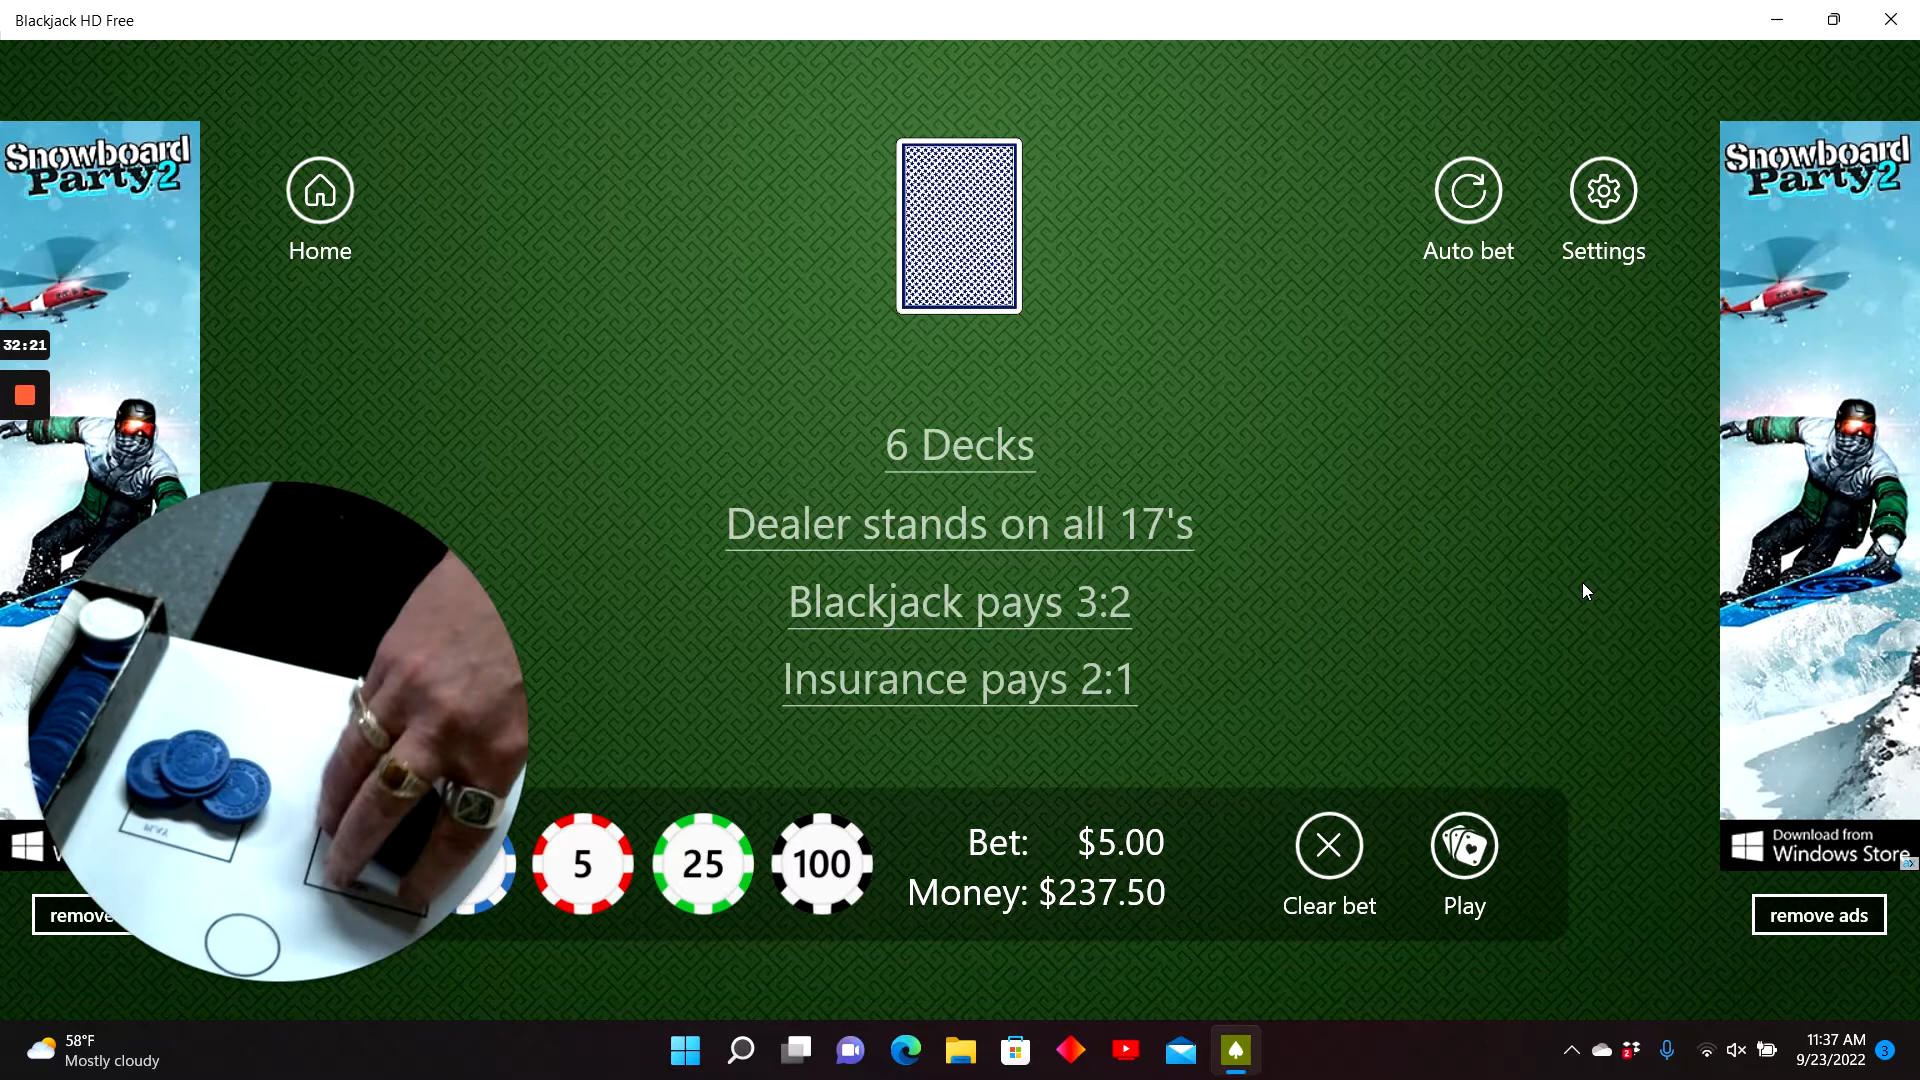 Blackjack HD Free
Snowboard
Party 2
Snowboard
Party 2
Home
Auto bet
Settings
32:21
6 Decks
Dealer stands on all 17's
Blackjack pays 3:2
Insurance pays 2:1
5
25
100
Bet: $5.00
Money: $237.50
Clear bet
Play
Download from
Windows Store
remove
remove ads
58°F
Mostly cloudy
2
11:37 AM
9/23/2022
3